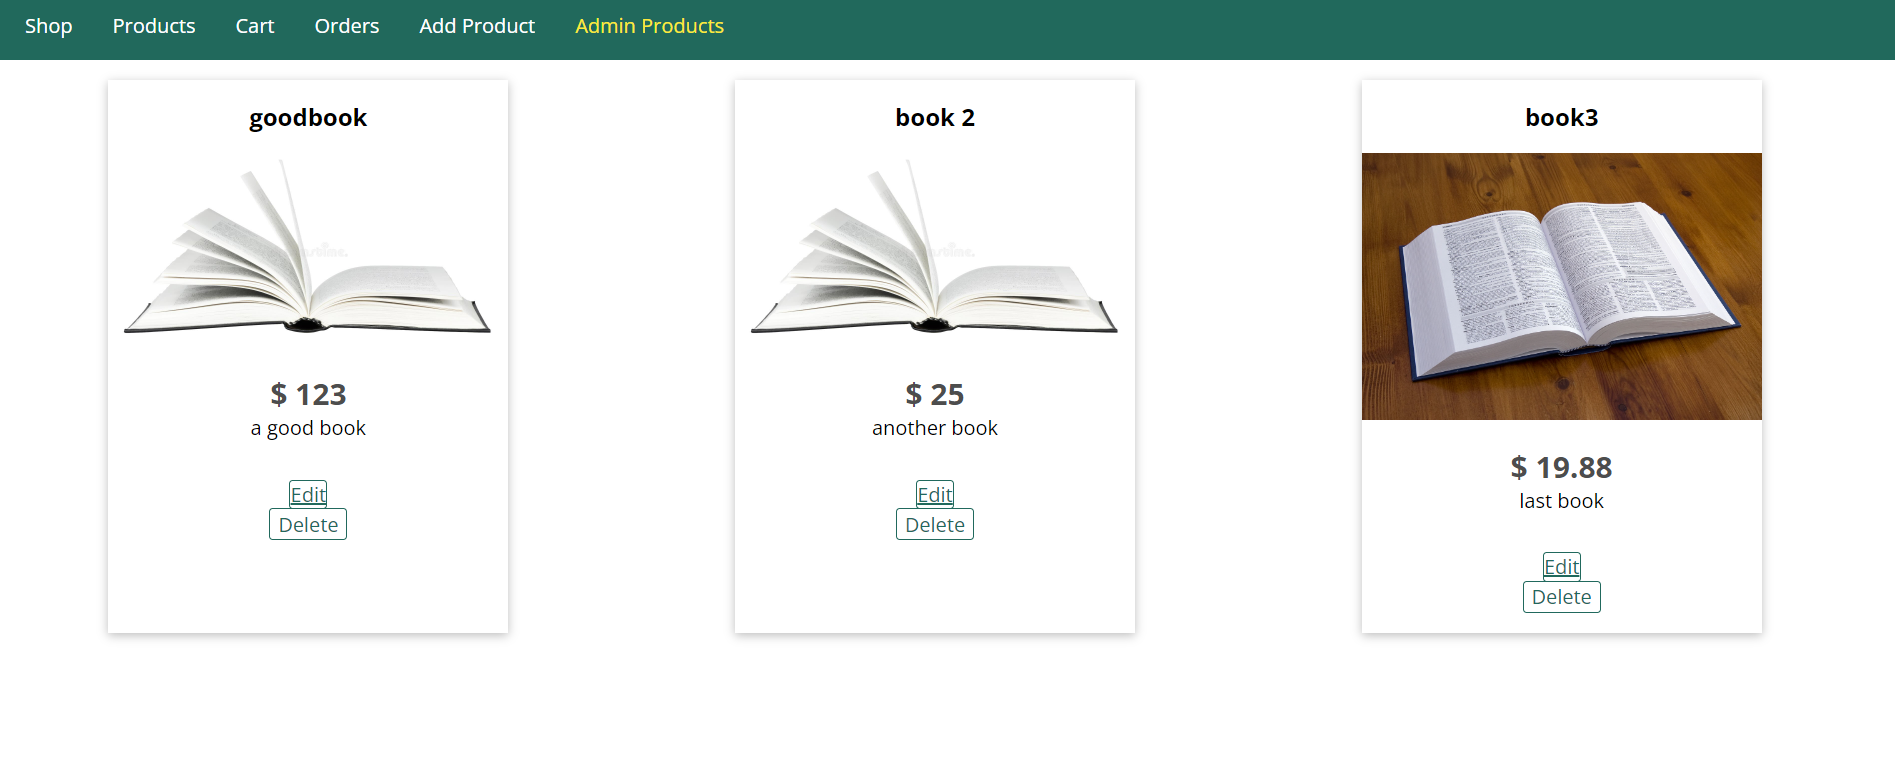 Shop Products Cart Orders Add Product Admin Products
goodbook
$ 123
a good book
Edit
Delete
book 2
$ 25
another book
Edit
Delete
book3
$ 19.88
last book
Edit
Delete